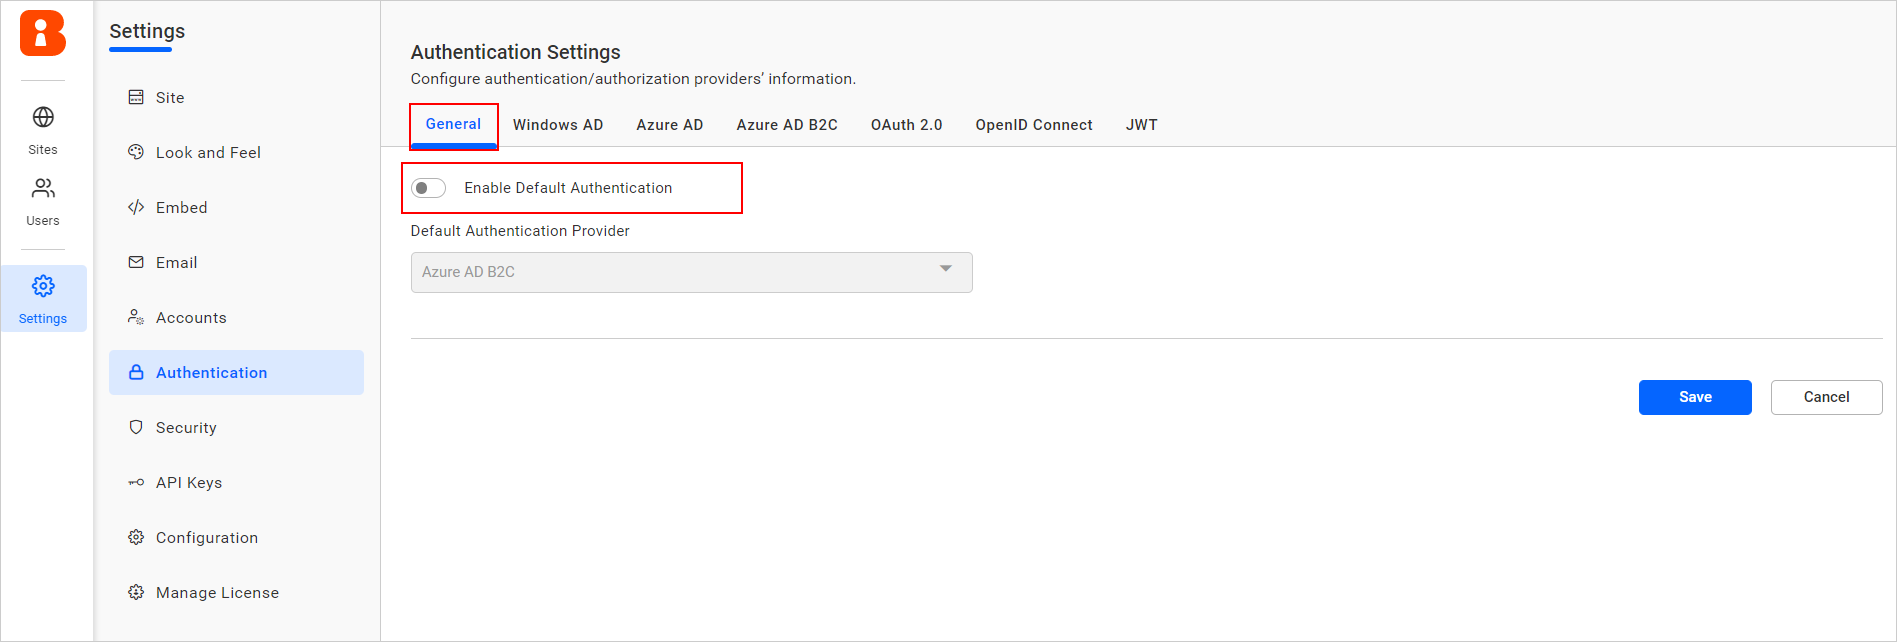 Sites
Users
Settings
Settings
Site
Look and Feel
Embed
Email
Accounts
Authentication
Security
API Keys
Configuration
Manage License
Authentication Settings
Configure authentication/authorization providers’ information.
General Windows AD Azure AD Azure AD B2C OAuth 2.0 OpenID Connect JWT
Enable Default Authentication
Default Authentication Provider
Azure AD B2C
Save Cancel